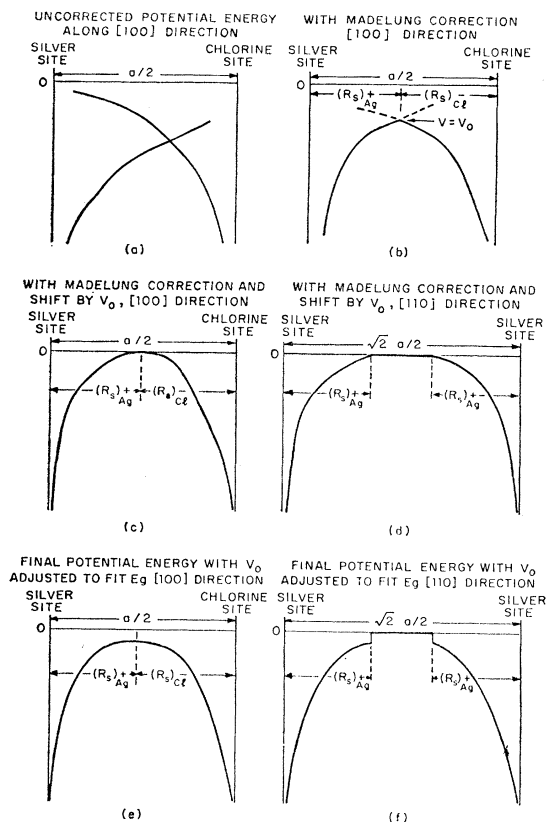 UNCORRECTED POTENTIAL ENERGY
ALONG [100] DIRECTION
SILVER
SITE
CHLORINE
SITE
a/2
0
(a)
WITH MADELUNG CORRECTION
[100] DIRECTION
SILVER
SITE
CHLORINE
SITE
a/2
0
(Rs)+Ag
(Rs)−Cℓ
V=V0
(b)
WITH MADELUNG CORRECTION AND
SHIFT BY V0, [100] DIRECTION
SILVER
SITE
CHLORINE
SITE
a/2
0
(Rs)+Ag
(Rs)−Cℓ
(c)
WITH MADELUNG CORRECTION AND
SHIFT BY V0, [110] DIRECTION
SILVER
SITE
SILVER
SITE
√2 a/2
0
(Rs)+Ag
(Rs)+Ag
(d)
FINAL POTENTIAL ENERGY WITH V0
ADJUSTED TO FIT Eg [100] DIRECTION
SILVER
SITE
CHLORINE
SITE
a/2
0
(Rs)+Ag
(Rs)−Cℓ
(e)
FINAL POTENTIAL ENERGY WITH V0
ADJUSTED TO FIT Eg [110] DIRECTION
SILVER
SITE
SILVER
SITE
√2 a/2
0
(Rs)+Ag
(Rs)+Ag
(f)